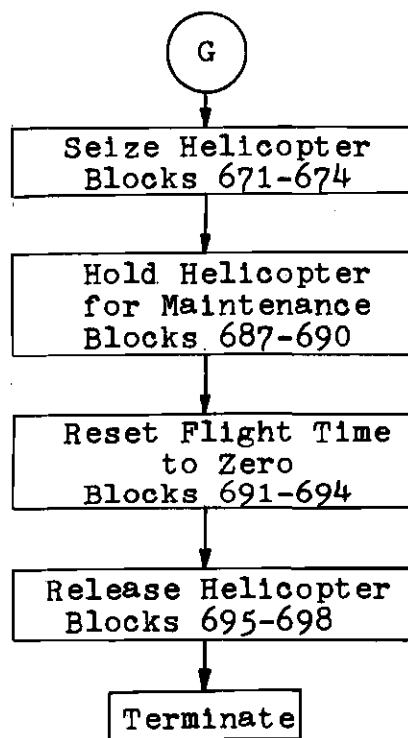 G
Seize Helicopter
Blocks 671-674
Hold Helicopter
for Maintenance
Blocks 687-690
Reset Flight Time
to Zero
Blocks 691-694
Release Helicopter
Blocks 695-698
Terminate